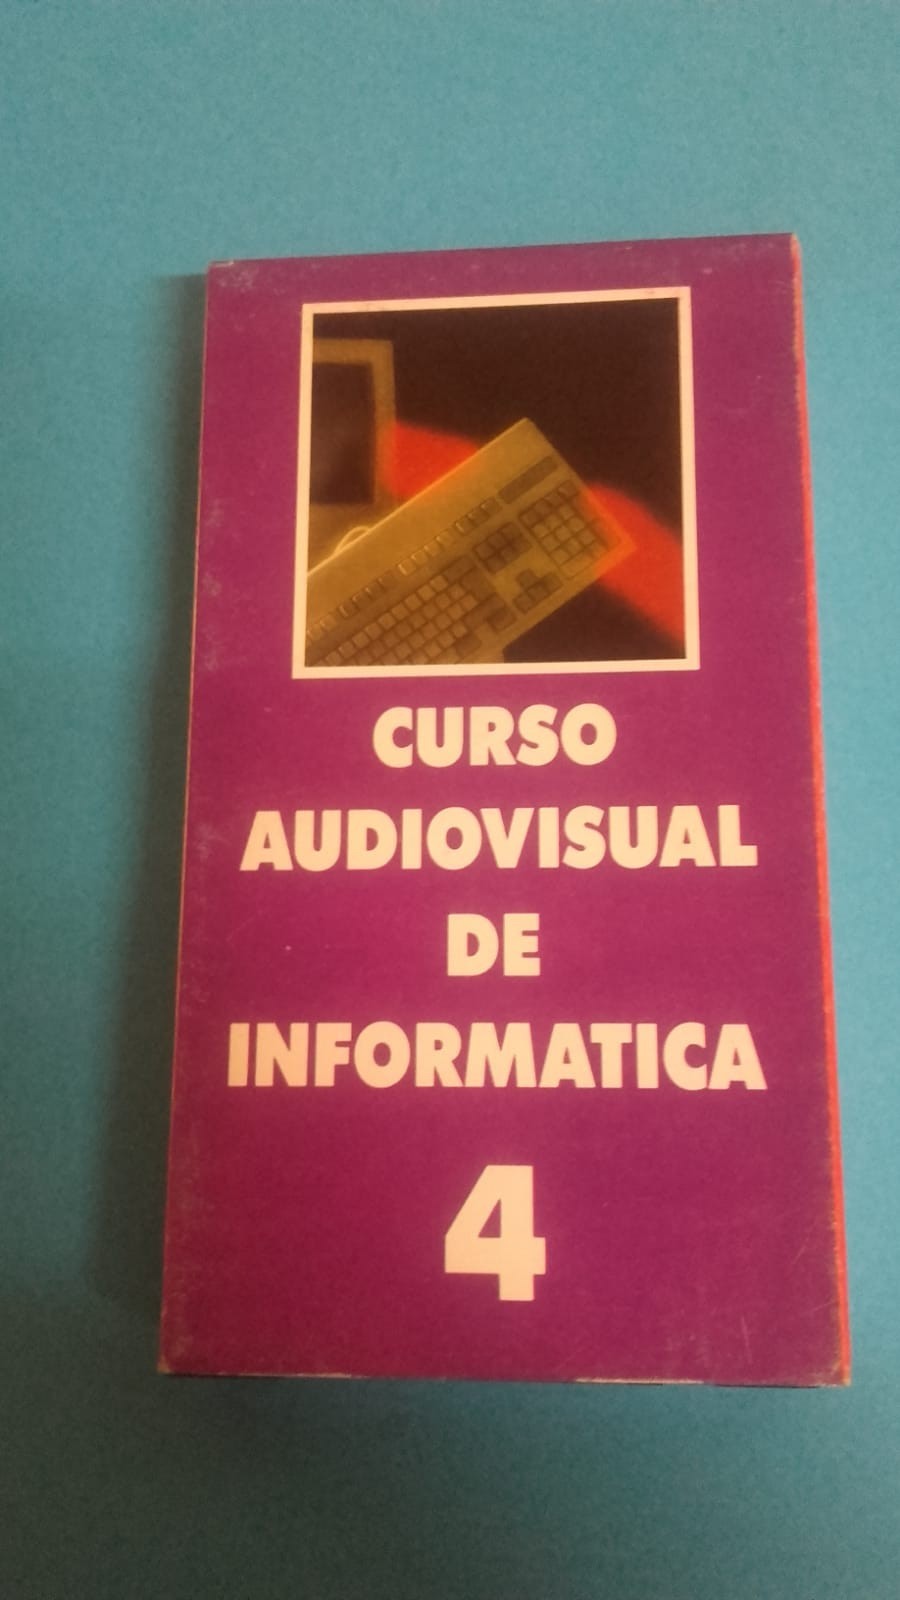 CURSO
AUDIOVISUAL
DE
INFORMATICA
4